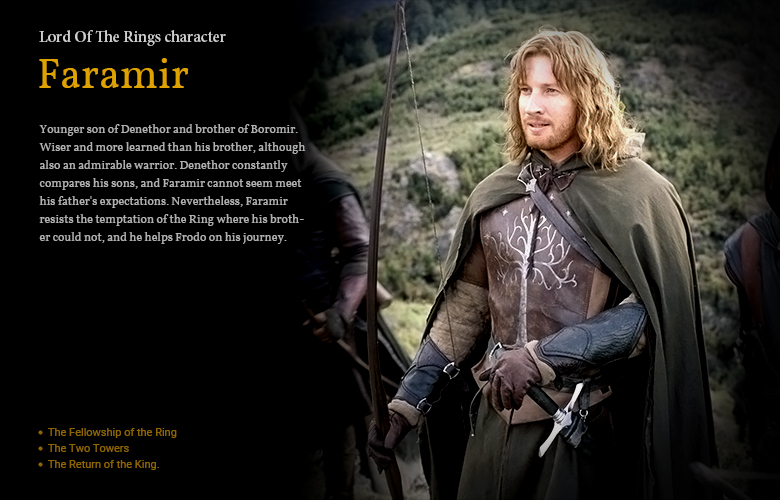 Lord Of The Rings character
Faramir
Younger son of Denethor and brother of Boromir.
Wiser and more learned than his brother, although
also an admirable warrior. Denethor constantly
compares his sons, and Faramir cannot seem meet
his father's expectations. Nevertheless, Faramir
resists the temptation of the Ring where his broth-
er could not, and he helps Frodo on his journey.
• The Fellowship of the Ring
• The Two Towers
• The Return of the King.